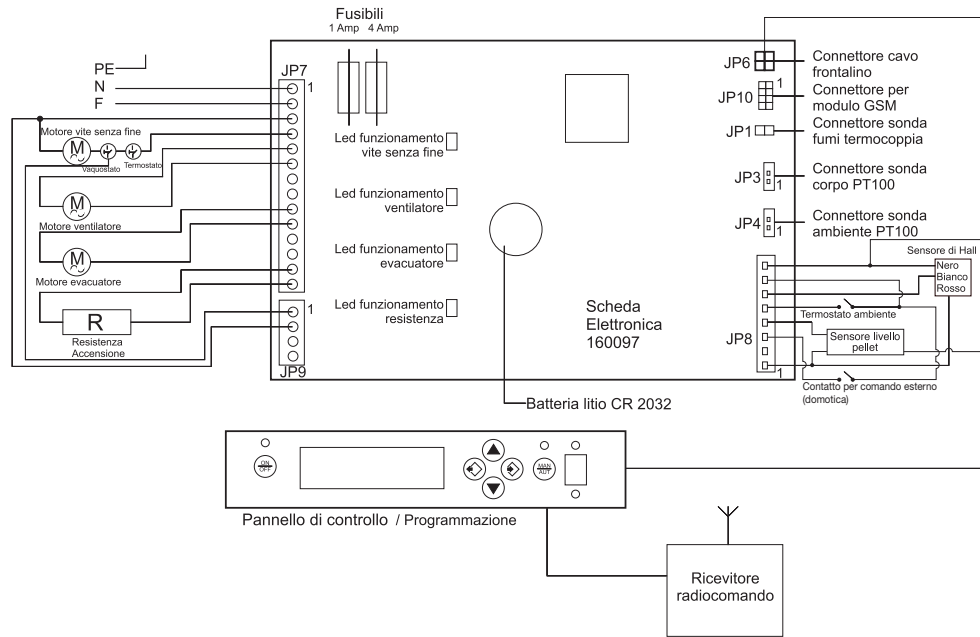 Fusibili
1 Amp 4 Amp
PE
N
F
JP7
1
Motore vite senza fine
M
Vaquostato
Termostato
M
Motore ventilatore
M
Motore evacuatore
R
Resistenza
Accensione
1
JP9
Led funzionamento
vite senza fine
Led funzionamento
ventilatore
Led funzionamento
evacuatore
Led funzionamento
resistenza
Scheda
Elettronica
160097
Batteria litio CR 2032
JP6
Connettore cavo
frontalino
JP10
1
Connettore per
modulo GSM
JP1
Connettore sonda
fumi termocoppia
JP3
1
Connettore sonda
corpo PT100
JP4
1
Connettore sonda
ambiente PT100
Sensore di Hall
Nero
Bianco
Rosso
Termostato ambiente
JP8
Sensore livello
pellet
1
Contatto per comando esterno
(domotica)
ON
OFF
MAN
AUT
Pannello di controllo / Programmazione
Ricevitore
radiocomando